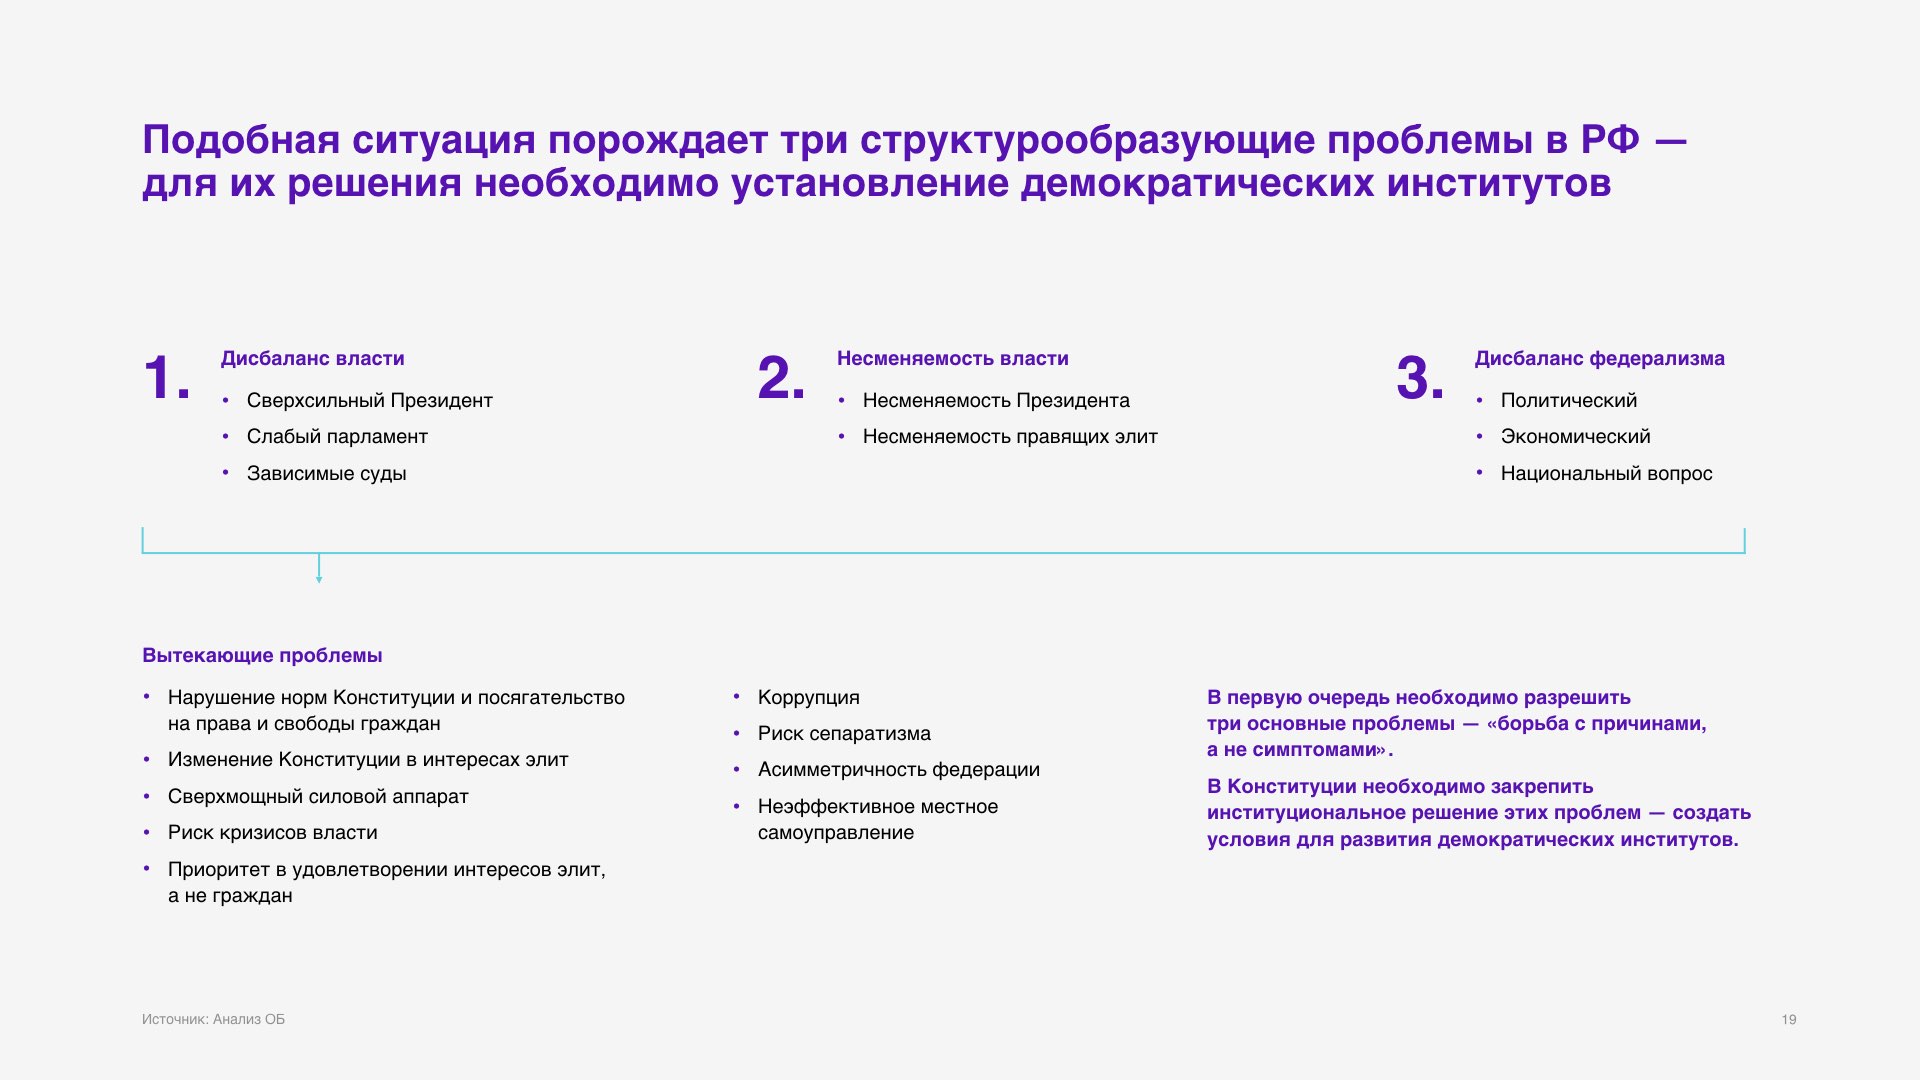 Подобная ситуация порождает три структурообразующие проблемы в РФ —
для их решения необходимо установление демократических институтов
1.
Дисбаланс власти
• Сверхсильный Президент
• Слабый парламент
• Зависимые суды
2.
Несменяемость власти
• Несменяемость Президента
• Несменяемость правящих элит
3.
Дисбаланс федерализма
• Политический
• Экономический
• Национальный вопрос
Вытекающие проблемы
• Нарушение норм Конституции и посягательство
на права и свободы граждан
• Изменение Конституции в интересах элит
• Сверхмощный силовой аппарат
• Риск кризисов власти
• Приоритет в удовлетворении интересов элит,
а не граждан
• Коррупция
• Риск сепаратизма
• Асимметричность федерации
• Неэффективное местное
самоуправление
В первую очередь необходимо разрешить
три основные проблемы — «борьба с причинами,
а не симптомами».
В Конституции необходимо закрепить
институциональное решение этих проблем — создать
условия для развития демократических институтов.
Источник: Анализ ОБ
19